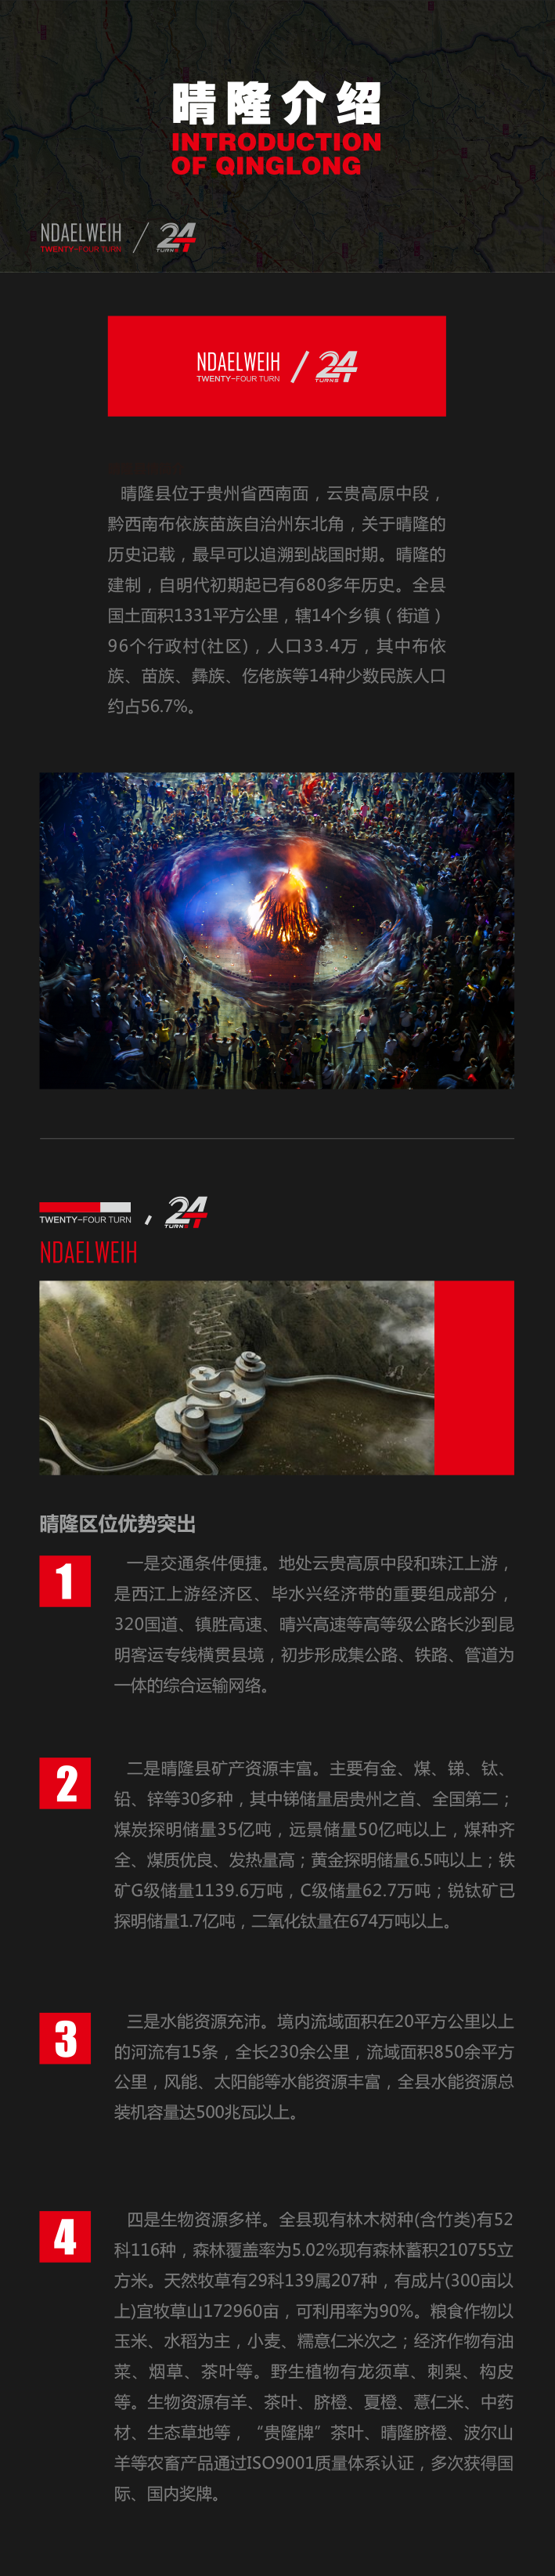 晴隆介绍
INTRODUCTION
OF QINGLONG
NDAELWEIH
TWENTY-FOUR TURN
24
TURNS
NDAELWEIH
TWENTY-FOUR TURN
24
TURNS
晴隆县位于贵州省西南面，云贵高原中段，
黔西南布依族苗族自治州东北角，关于晴隆的
历史记载，最早可以追溯到战国时期。晴隆的
建制，自明代初期起已有680多年历史。全县
国土面积1331平方公里，辖14个乡镇（街道）
96个行政村(社区)，人口33.4万，其中布依
族、苗族、彝族、仡佬族等14种少数民族人口
约占56.7%。
TWENTY-FOUR TURN
24
TURNS
NDAELWEIH
晴隆区位优势突出
1
一是交通条件便捷。地处云贵高原中段和珠江上游，
是西江上游经济区、毕水兴经济带的重要组成部分，
320国道、镇胜高速、晴兴高速等高等级公路长沙到昆
明客运专线横贯县境，初步形成集公路、铁路、管道为
一体的综合运输网络。
2
二是晴隆县矿产资源丰富。主要有金、煤、锑、钛、
铅、锌等30多种，其中锑储量居贵州之首、全国第二；
煤炭探明储量35亿吨，远景储量50亿吨以上，煤种齐
全、煤质优良、发热量高；黄金探明储量6.5吨以上；铁
矿G级储量1139.6万吨，C级储量62.7万吨；锐钛矿已
探明储量1.7亿吨，二氧化钛量在674万吨以上。
3
三是水能资源充沛。境内流域面积在20平方公里以上
的河流有15条，全长230余公里，流域面积850余平方
公里，风能、太阳能等水能资源丰富，全县水能资源总
装机容量达500兆瓦以上。
4
四是生物资源多样。全县现有林木树种(含竹类)有52
科116种，森林覆盖率为5.02%现有森林蓄积210755立
方米。天然牧草有29科139属207种，有成片(300亩以
上)宜牧草山172960亩，可利用率为90%。粮食作物以
玉米、水稻为主，小麦、糯意仁米次之；经济作物有油
菜、烟草、茶叶等。野生植物有龙须草、刺梨、构皮
等。生物资源有羊、茶叶、脐橙、夏橙、薏仁米、中药
材、生态草地等，“贵隆牌”茶叶、晴隆脐橙、波尔山
羊等农畜产品通过ISO9001质量体系认证，多次获得国
际、国内奖牌。